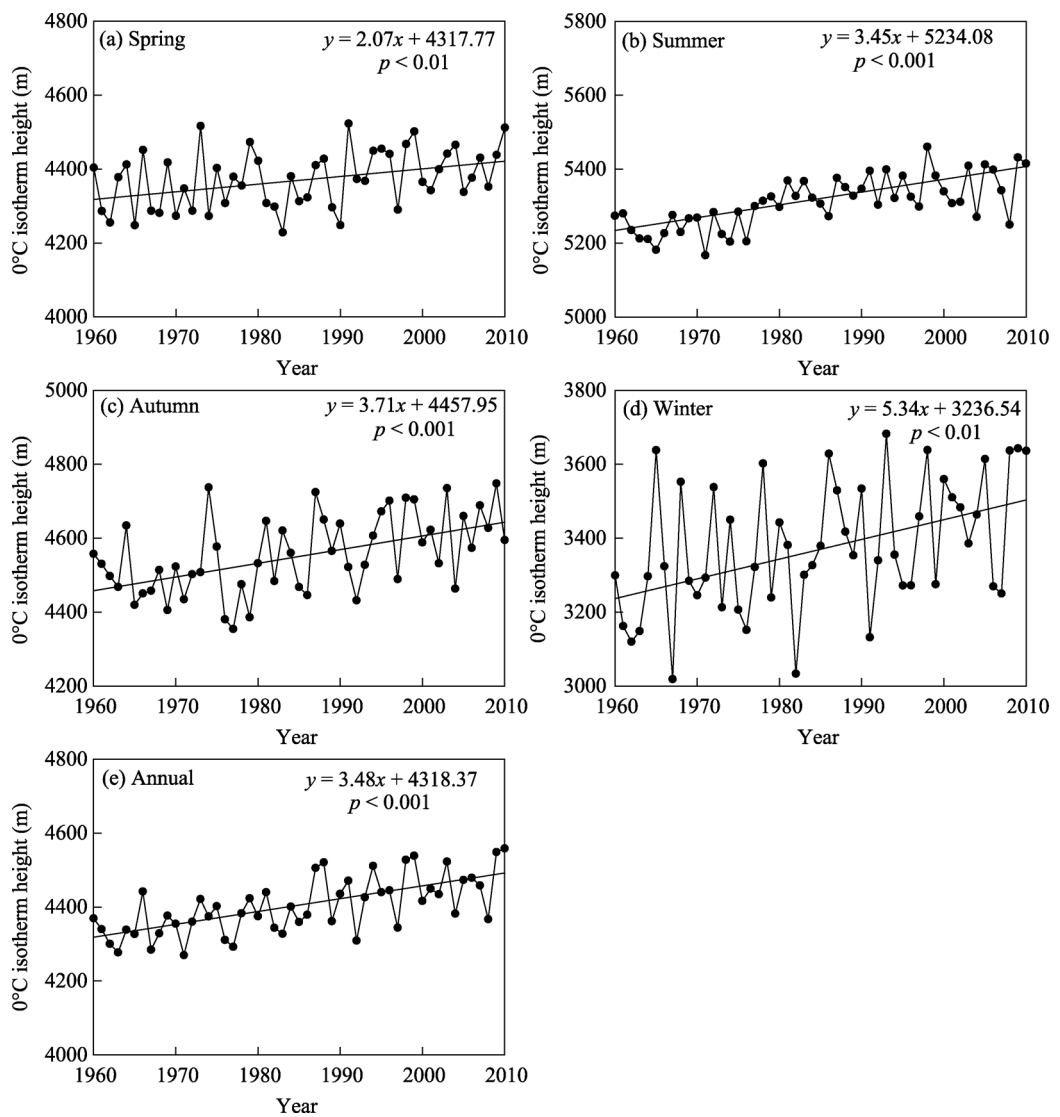 (a) Spring
y = 2.07x + 4317.77
p < 0.01
0°C isotherm height (m)
4800
4600
4400
4200
4000
1960 1970 1980 1990 2000 2010
Year
(b) Summer
y = 3.45x + 5234.08
p < 0.001
0°C isotherm height (m)
5800
5600
5400
5200
5000
1960 1970 1980 1990 2000 2010
Year
(c) Autumn
y = 3.71x + 4457.95
p < 0.001
0°C isotherm height (m)
5000
4800
4600
4400
4200
1960 1970 1980 1990 2000 2010
Year
(d) Winter
y = 5.34x + 3236.54
p < 0.01
0°C isotherm height (m)
3800
3600
3400
3200
3000
1960 1970 1980 1990 2000 2010
Year
(e) Annual
y = 3.48x + 4318.37
p < 0.001
0°C isotherm height (m)
4800
4600
4400
4200
4000
1960 1970 1980 1990 2000 2010
Year